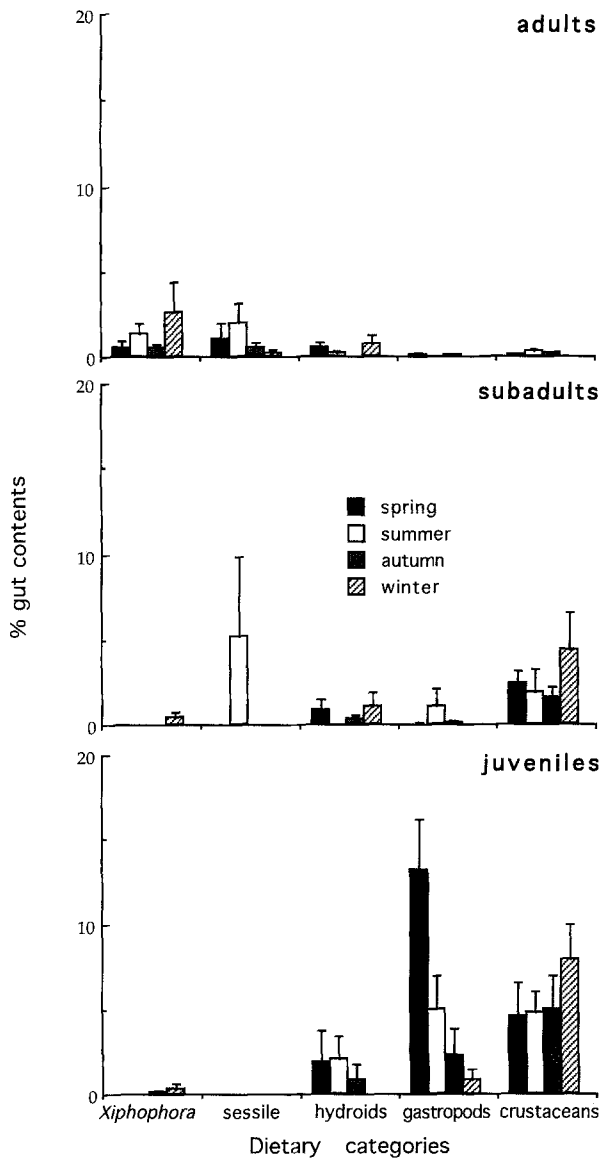 20
adults
10
0
20
subadults
% gut contents
spring
summer
10
autumn
winter
0
20
juveniles
10
0
Xiphophora sessile hydroids gastropods crustaceans
Dietary categories